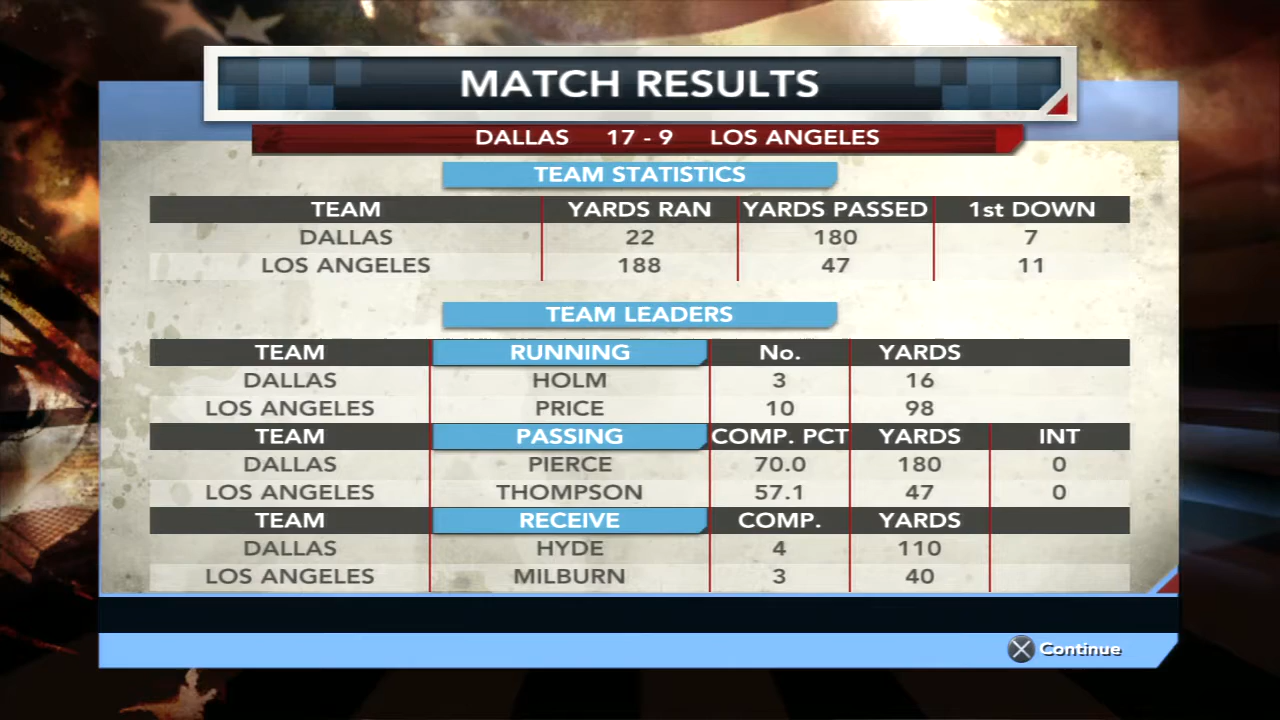 MATCH RESULTS
DALLAS 17 - 9 LOS ANGELES
TEAM STATISTICS
TEAM YARDS RAN YARDS PASSED 1st DOWN
DALLAS 22 180 7
LOS ANGELES 188 47 11
TEAM LEADERS
TEAM RUNNING No. YARDS
DALLAS HOLM 3 16
LOS ANGELES PRICE 10 98
TEAM PASSING COMP. PCT YARDS INT
DALLAS PIERCE 70.0 180 0
LOS ANGELES THOMPSON 57.1 47 0
TEAM RECEIVE COMP. YARDS
DALLAS HYDE 4 110
LOS ANGELES MILBURN 3 40
Continue